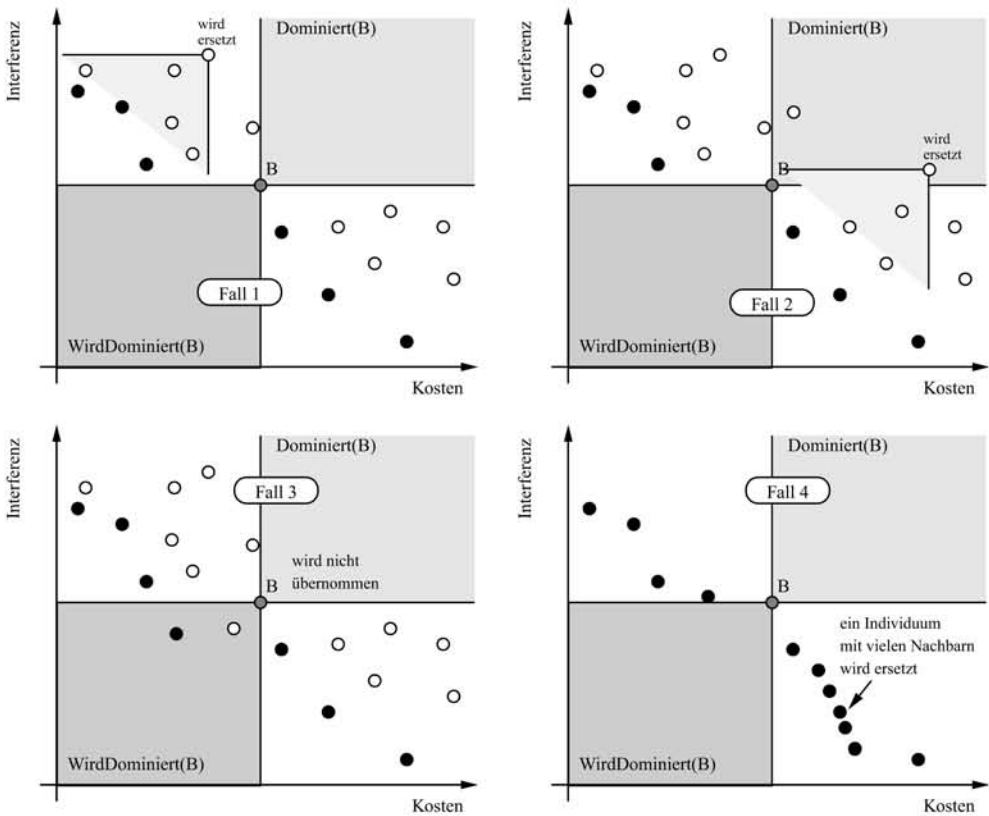 Interferenz
wird
ersetzt
Dominiert(B)
B
Fall 1
WirdDominiert(B)
Kosten
Interferenz
Dominiert(B)
wird
ersetzt
B
Fall 2
WirdDominiert(B)
Kosten
Interferenz
Dominiert(B)
Fall 3
wird nicht
übernommen
B
WirdDominiert(B)
Kosten
Interferenz
Dominiert(B)
Fall 4
B
ein Individuum
mit vielen Nachbarn
wird ersetzt
WirdDominiert(B)
Kosten